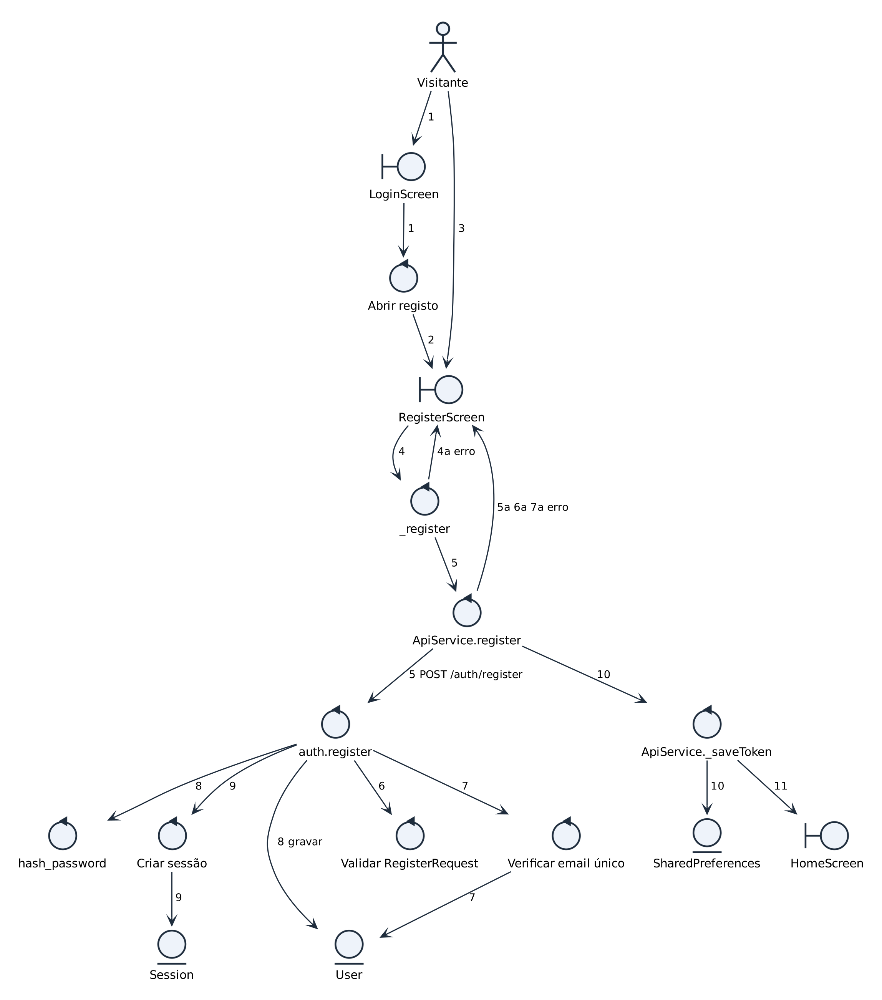 Visitante
1
LoginScreen
1
3
Abrir registo
2
RegisterScreen
4
4a erro
5a 6a 7a erro
_register
5
ApiService.register
5 POST /auth/register
10
auth.register
ApiService._saveToken
8
9
6
7
10
11
8 gravar
hash_password
Criar sessão
Validar RegisterRequest
Verificar email único
SharedPreferences
HomeScreen
9
7
Session
User